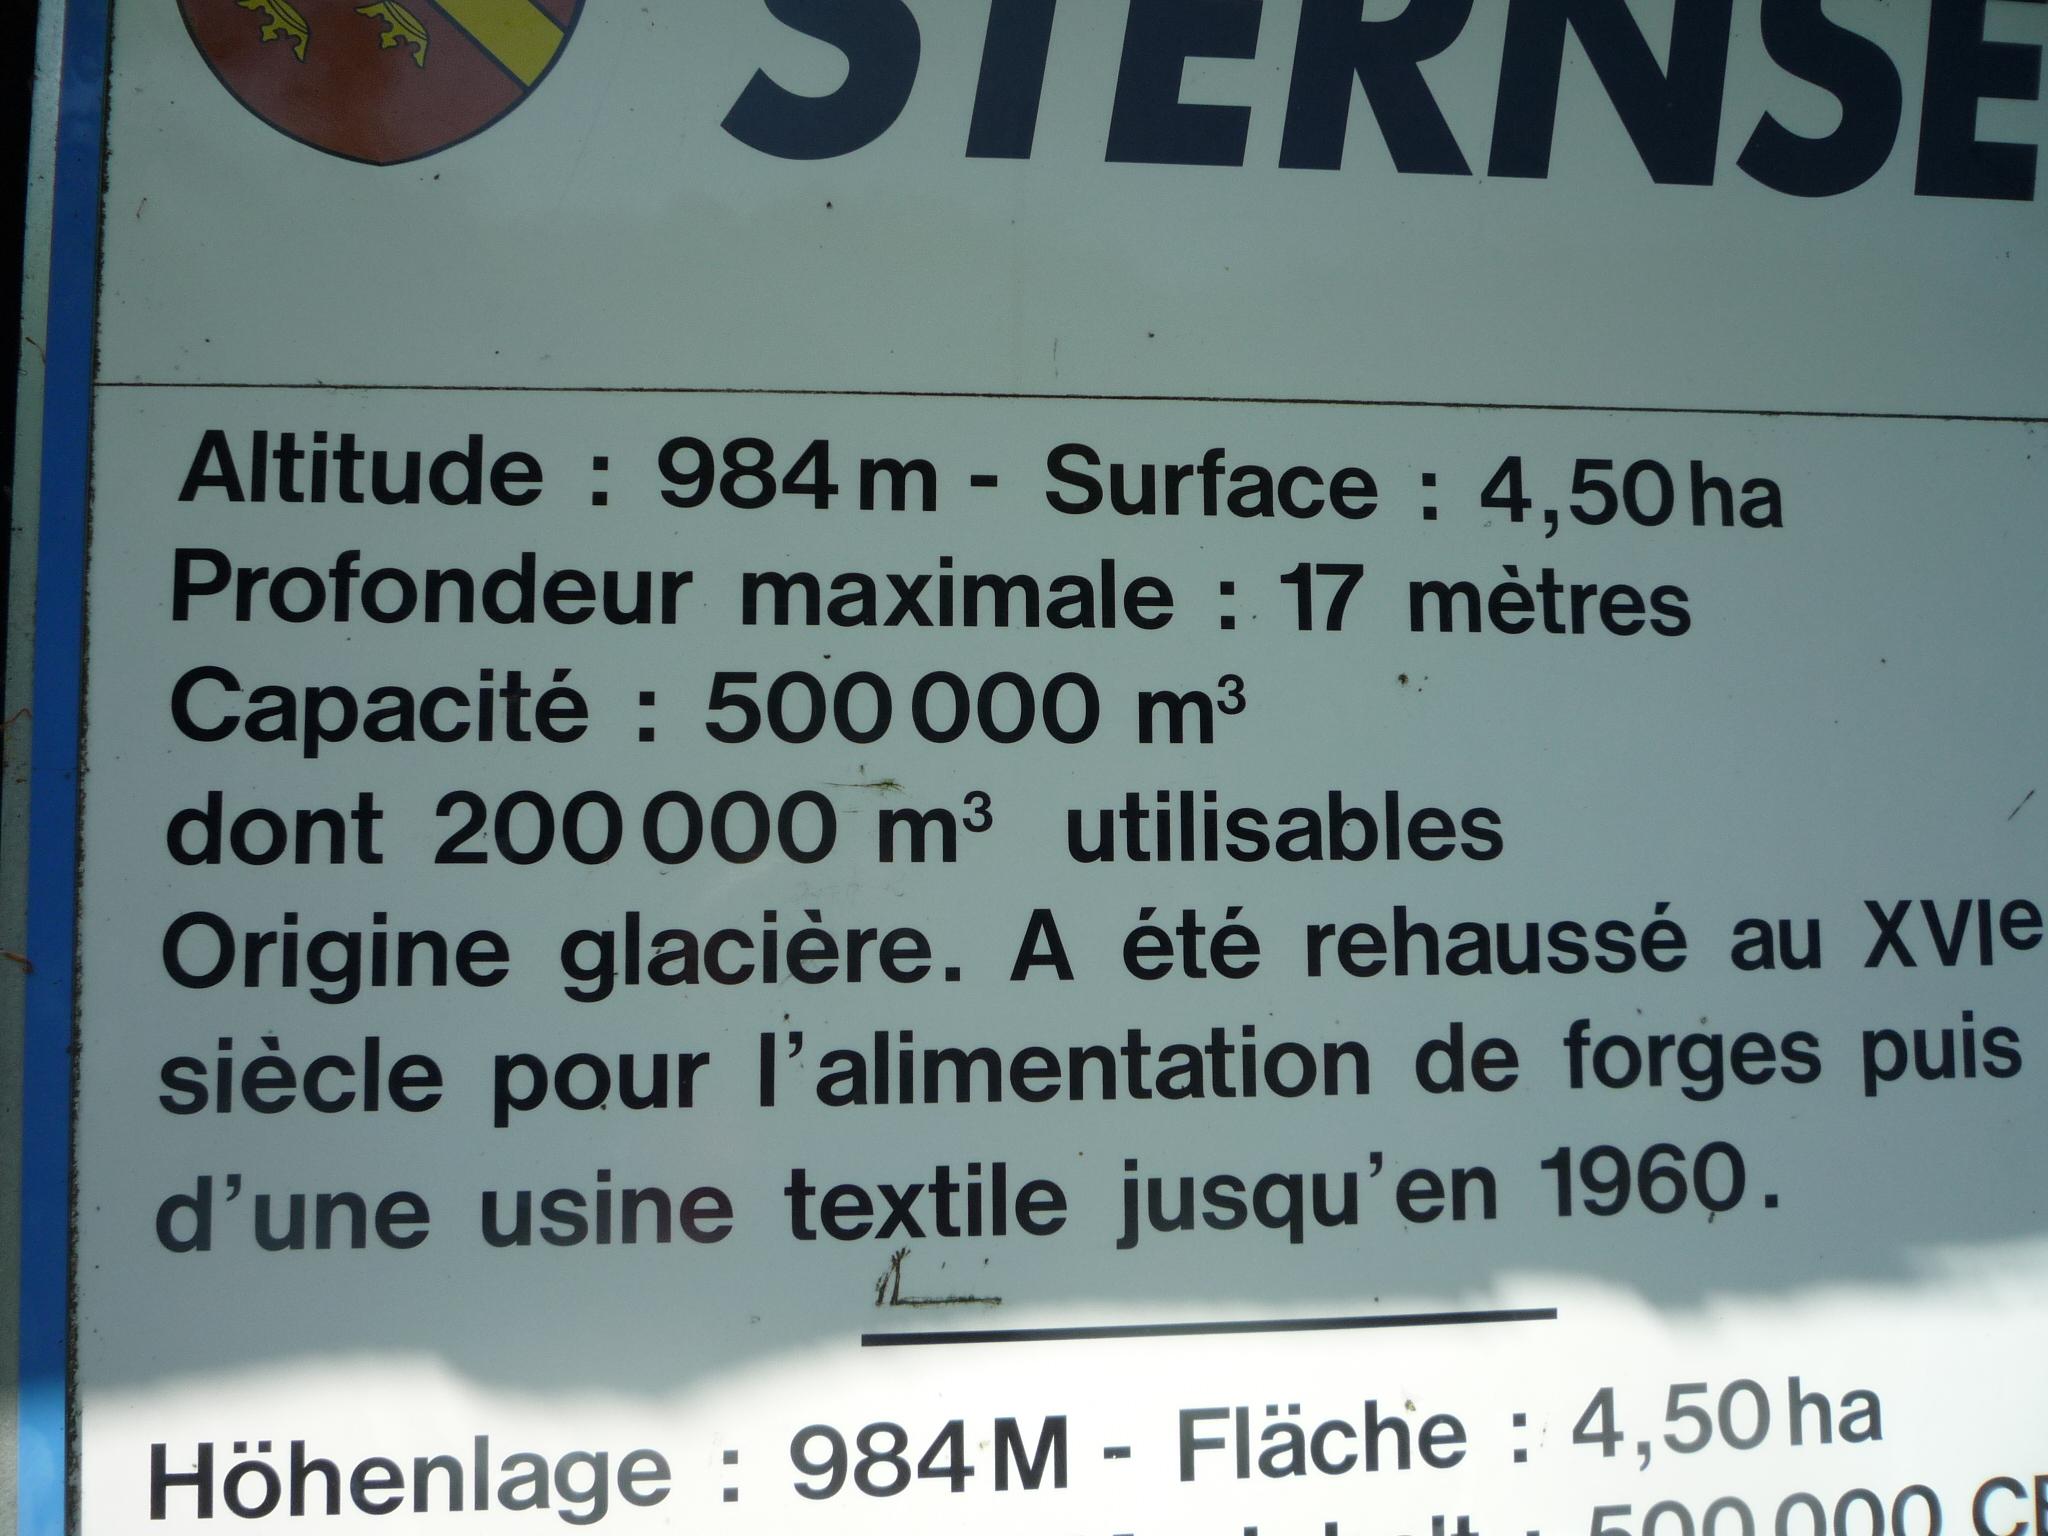 STERNSE
Altitude : 984 m - Surface : 4,50 ha
Profondeur maximale : 17 mètres
Capacité : 500 000 m³
dont 200 000 m³ utilisables
Origine glacière. A été rehaussé au XVIe
siècle pour l'alimentation de forges puis
d'une usine textile jusqu'en 1960.
Höhenlage : 984 M - Fläche : 4,50 ha
: 500 000